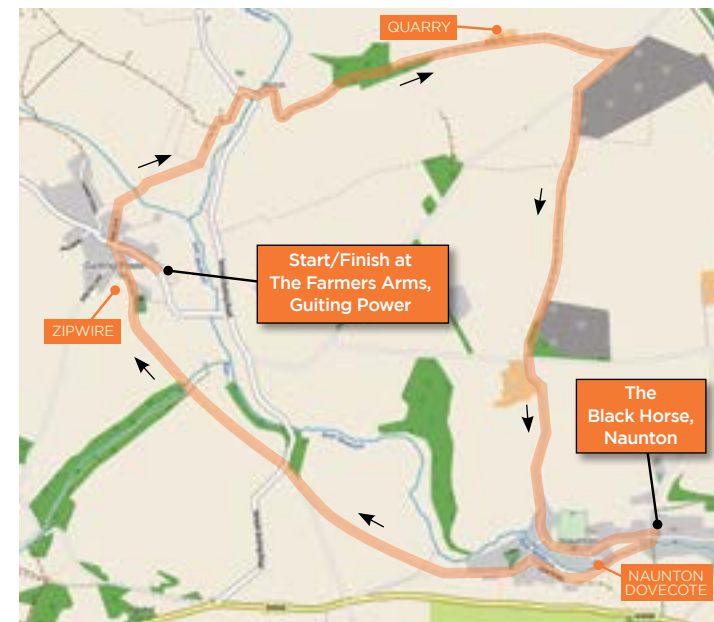 QUARRY
Start/Finish at
The Farmers Arms,
Guiting Power
ZIPWIRE
The
Black Horse,
Naunton
NAUNTON
DOVECOTE